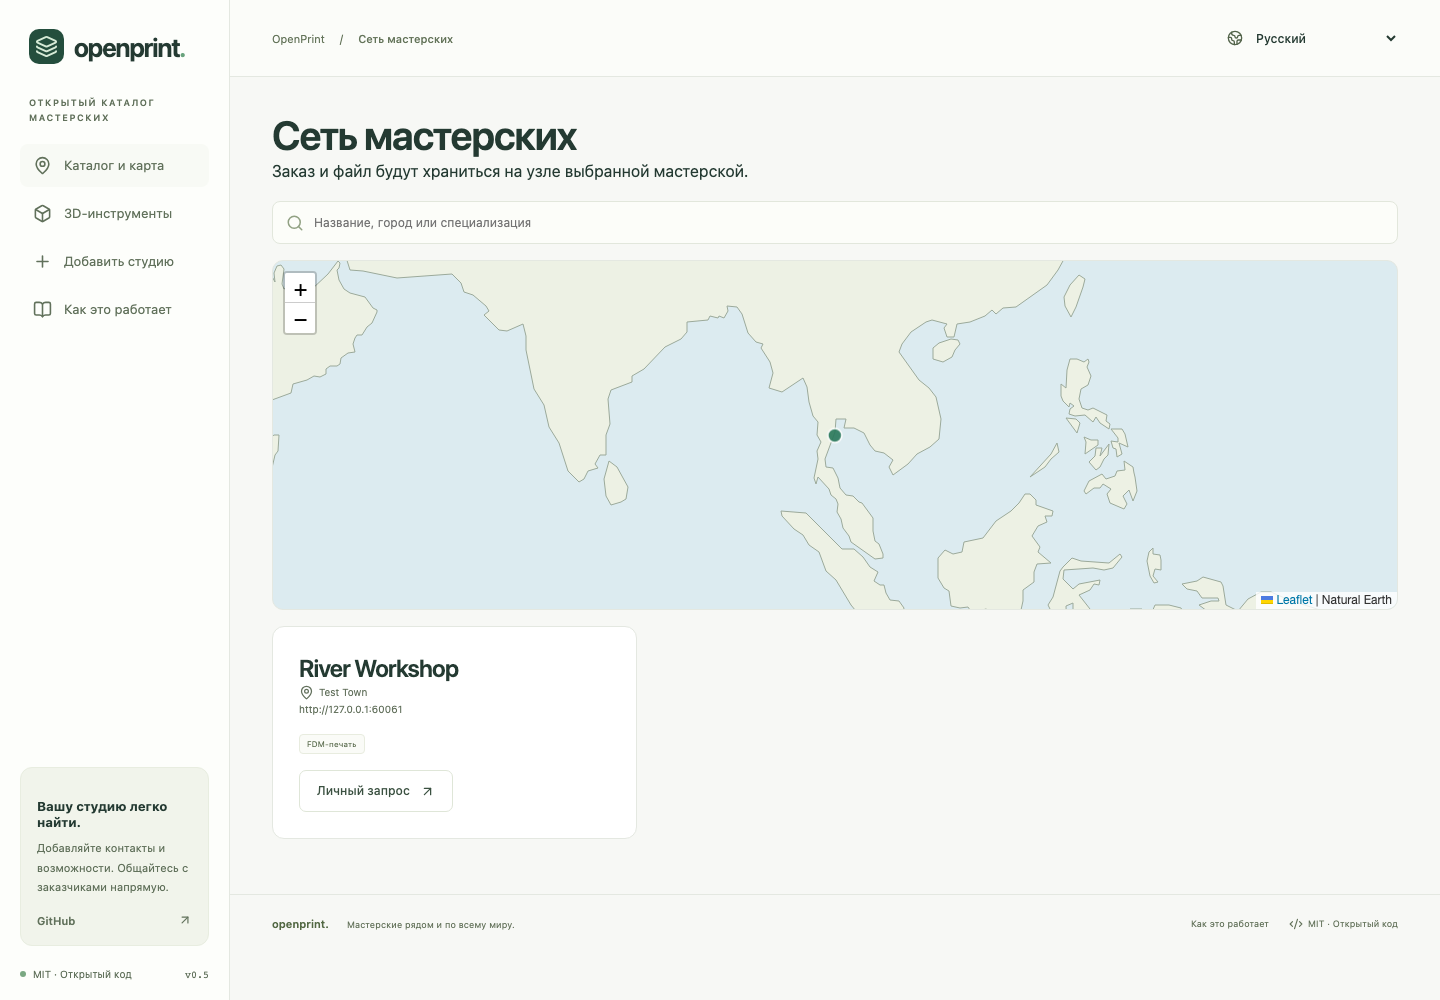 openprint.
ОТКРЫТЫЙ КАТАЛОГ
МАСТЕРСКИХ
Каталог и карта
3D-инструменты
Добавить студию
Как это работает
Вашу студию легко
найти.
Добавляйте контакты и
возможности. Общайтесь с
заказчиками напрямую.
GitHub
MIT · Открытый код
v0.5
OpenPrint / Сеть мастерских
Русский
Сеть мастерских
Заказ и файл будут храниться на узле выбранной мастерской.
Название, город или специализация
+
−
Leaflet | Natural Earth
River Workshop
Test Town
http://127.0.0.1:60061
FDM-печать
Личный запрос
openprint.
Мастерские рядом и по всему миру.
Как это работает
MIT · Открытый код